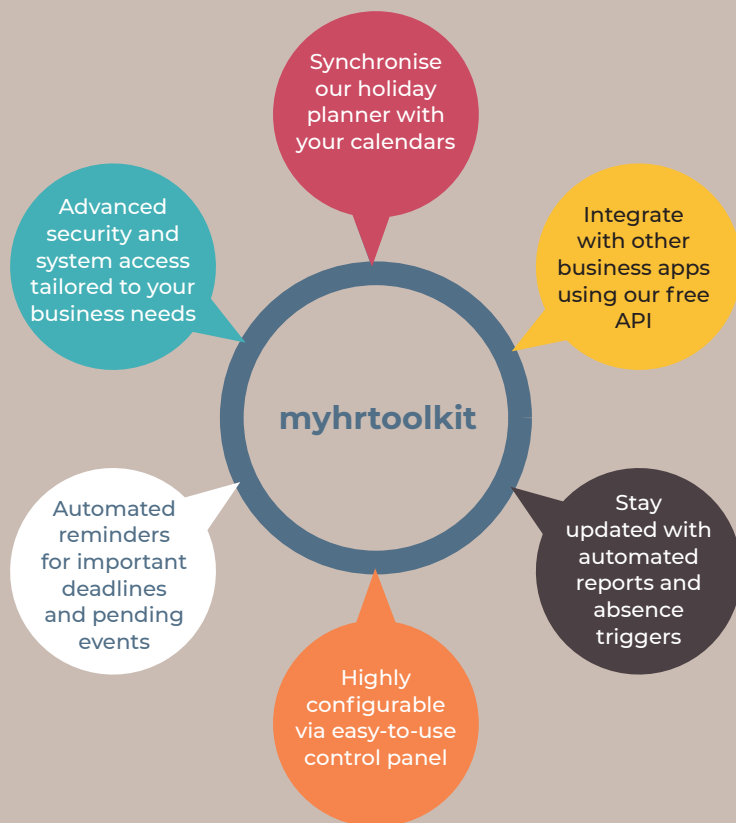 Synchronise
our holiday
planner with
your calendars
Advanced
security and
system access
tailored to your
business needs
Integrate
with other
business apps
using our free
API
myhrtoolkit
Automated
reminders
for important
deadlines
and pending
events
Stay
updated with
automated
reports and
absence
triggers
Highly
configurable
via easy-to-use
control panel